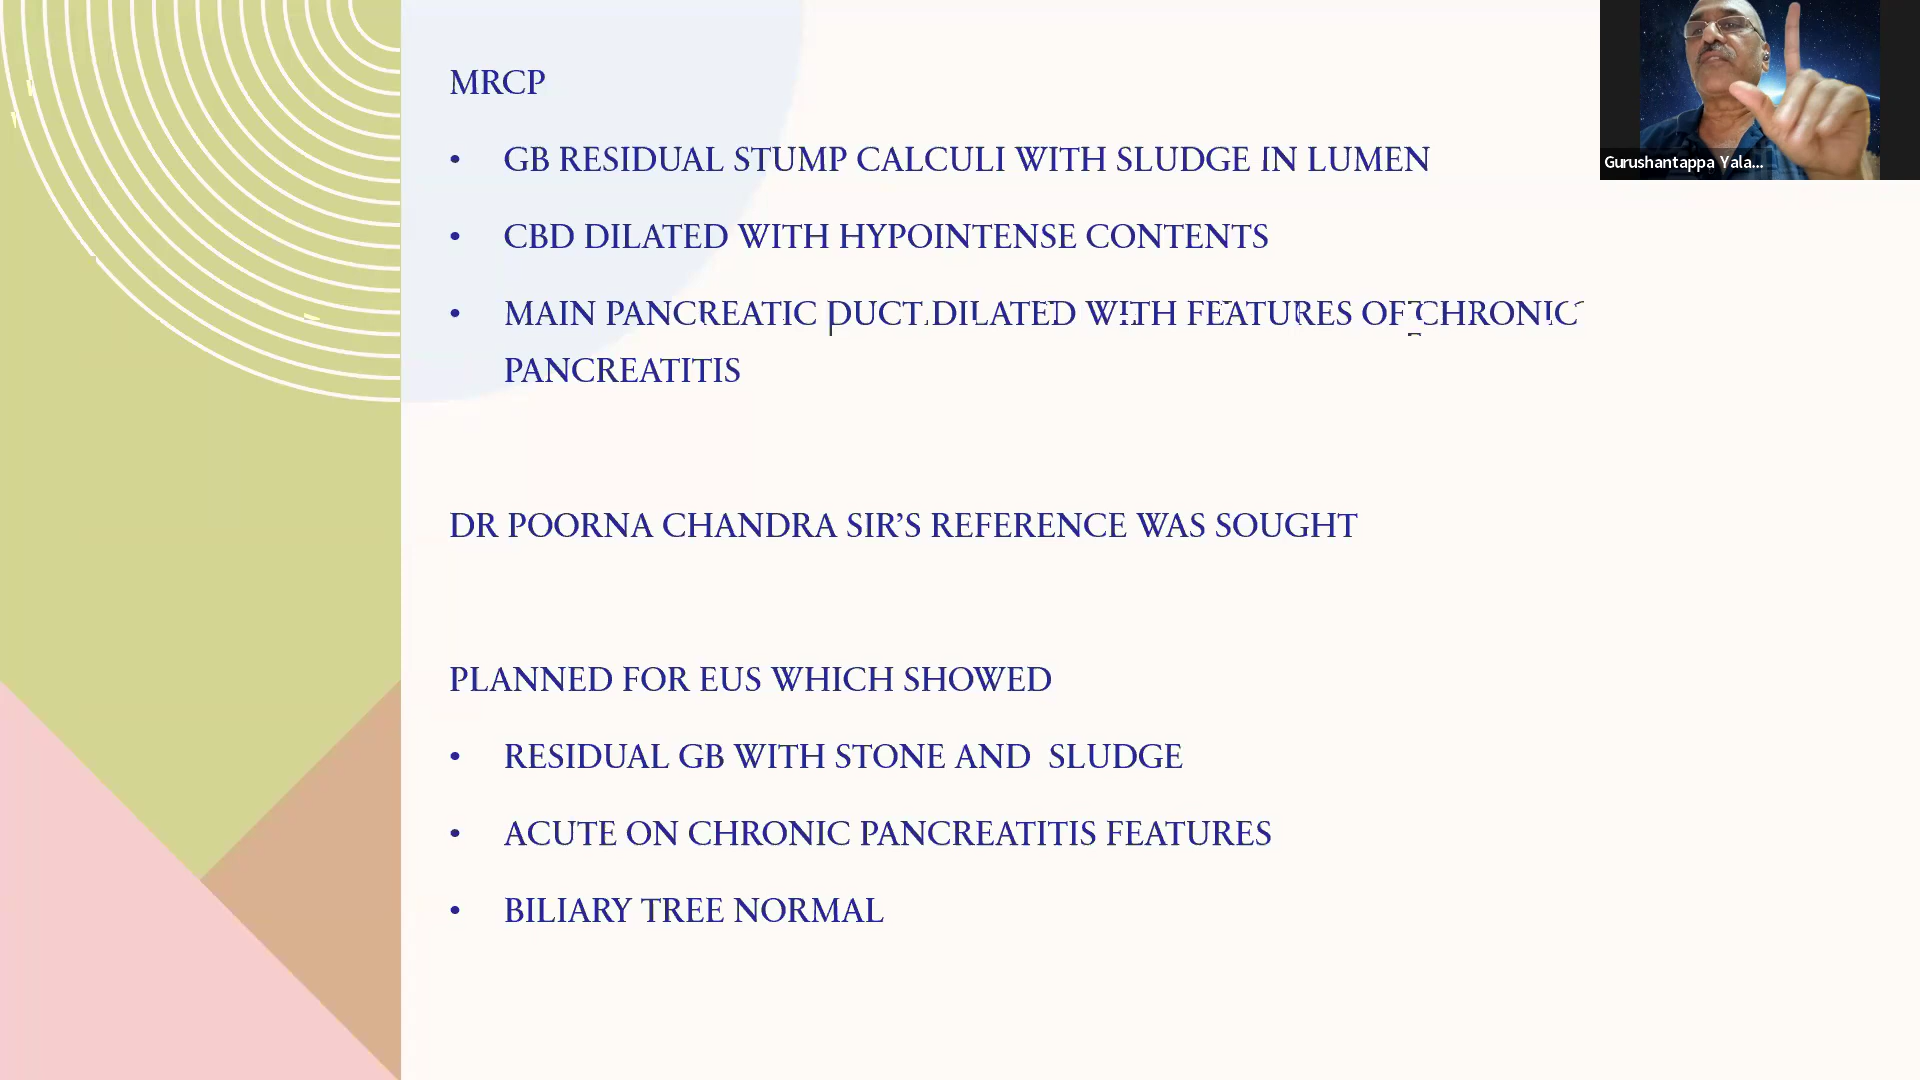 MRCP
• GB RESIDUAL STUMP CALCULI WITH SLUDGE IN LUMEN
• CBD DILATED WITH HYPOINTENSE CONTENTS
• MAIN PANCREATIC DUCT DILATED WITH FEATURES OF CHRONIC
PANCREATITIS
DR POORNA CHANDRA SIR’S REFERENCE WAS SOUGHT
PLANNED FOR EUS WHICH SHOWED
• RESIDUAL GB WITH STONE AND SLUDGE
• ACUTE ON CHRONIC PANCREATITIS FEATURES
• BILIARY TREE NORMAL
Gurushantappa Yala...